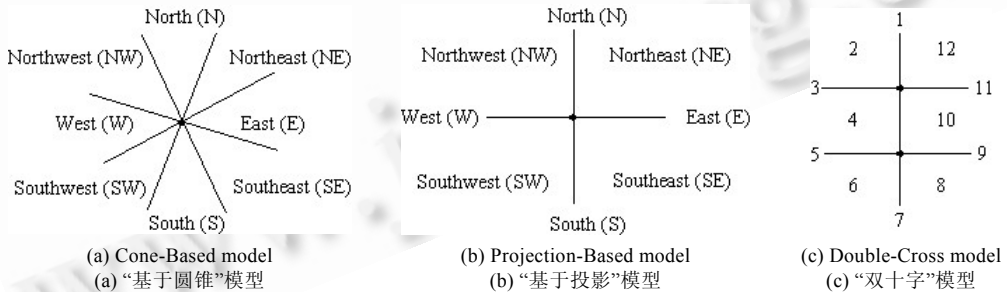 North (N)
Northwest (NW) Northeast (NE)
West (W) East (E)
Southwest (SW) Southeast (SE)
South (S)
(a) Cone-Based model
(a) “基于圆锥”模型
North (N)
Northwest (NW) Northeast (NE)
West (W) East (E)
Southwest (SW) Southeast (SE)
South (S)
(b) Projection-Based model
(b) “基于投影”模型
1
2 12
3 11
4 10
5 9
6 8
7
(c) Double-Cross model
(c) “双十字”模型